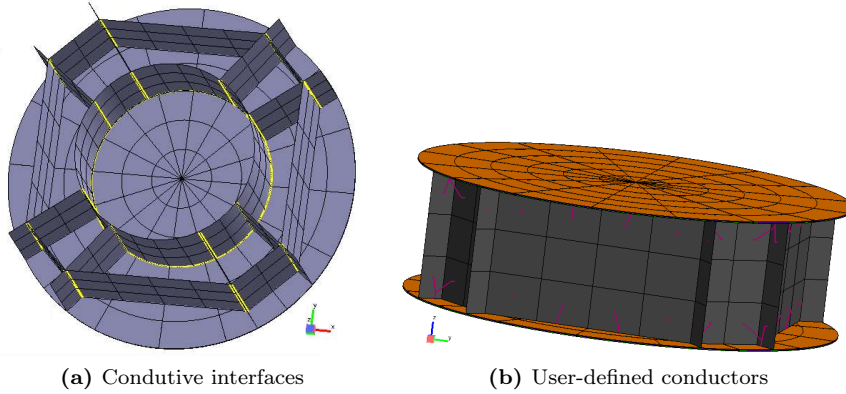 y
z
x
z
y
(a) Condutive interfaces
(b) User-defined conductors